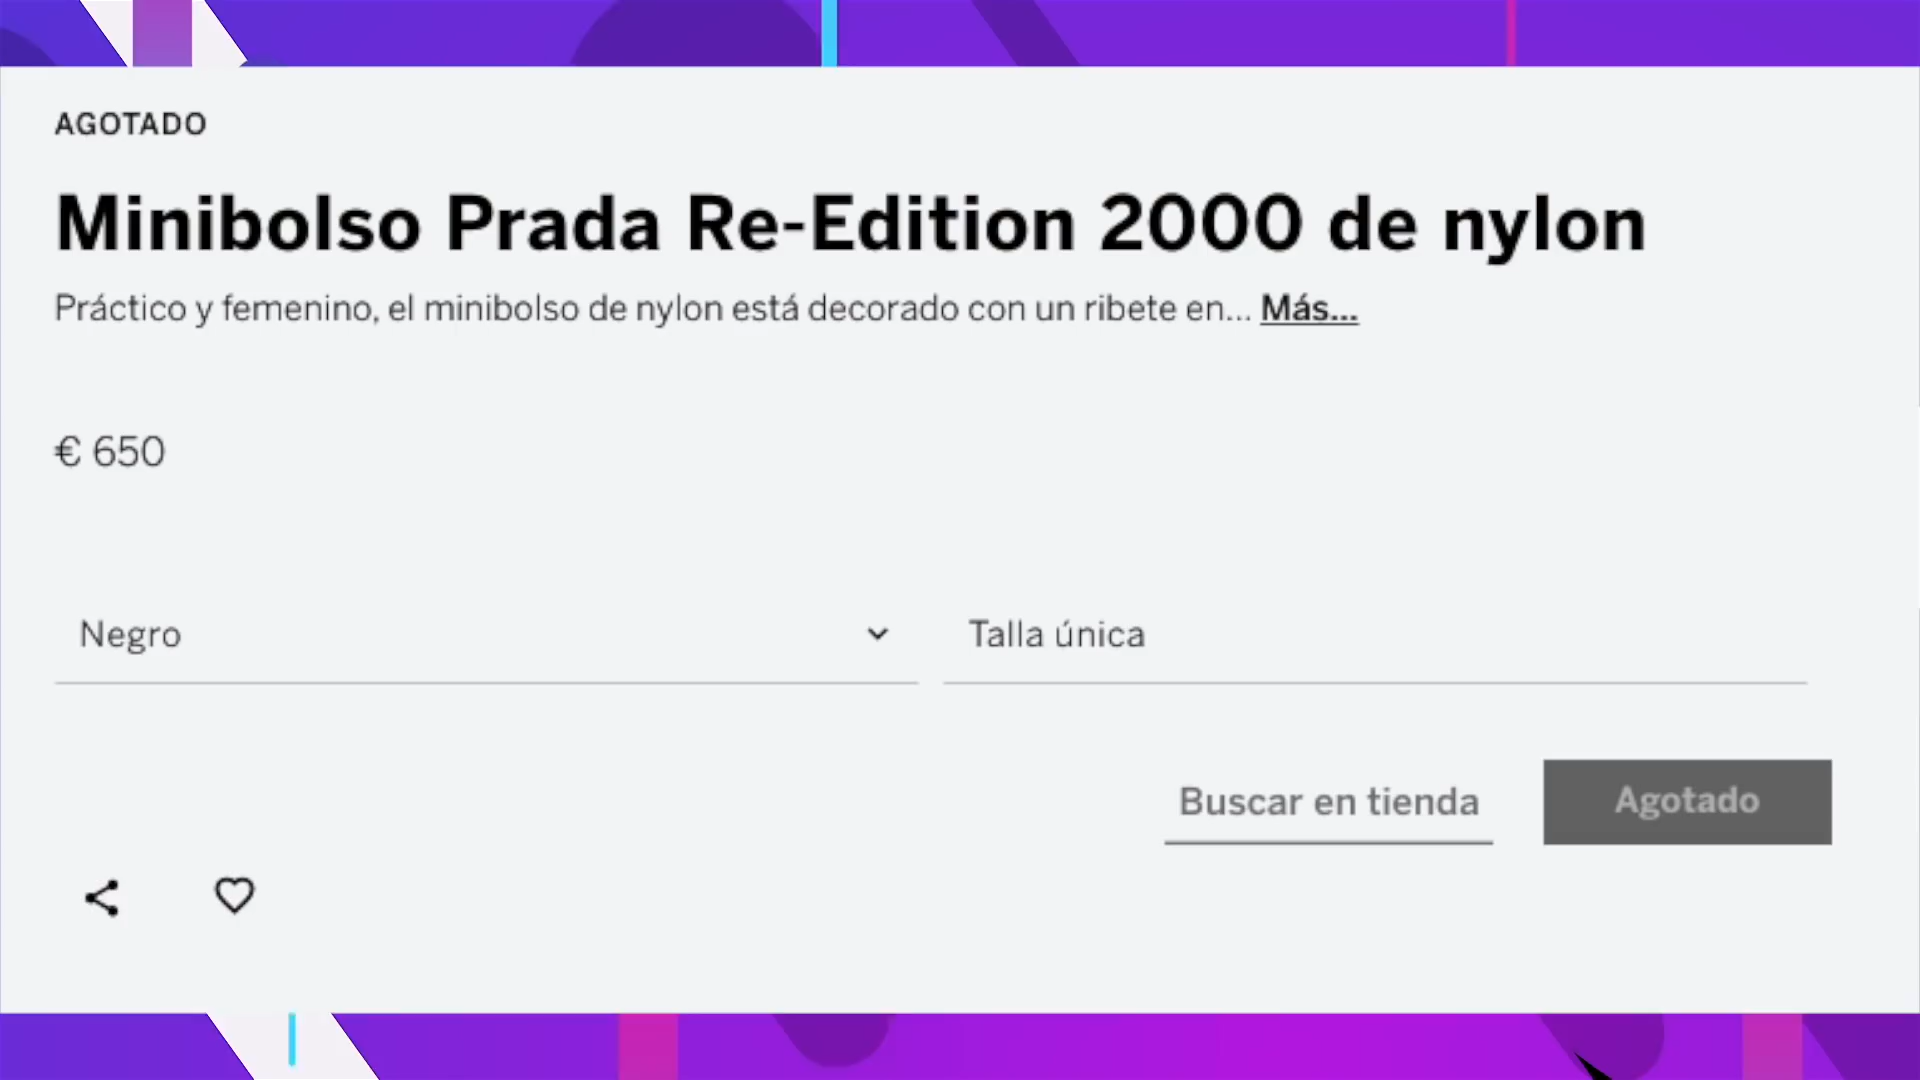 AGOTADO
Minibolso Prada Re-Edition 2000 de nylon
Práctico y femenino, el minibolso de nylon está decorado con un ribete en... Más...
€ 650
Negro
Talla única
Buscar en tienda
Agotado